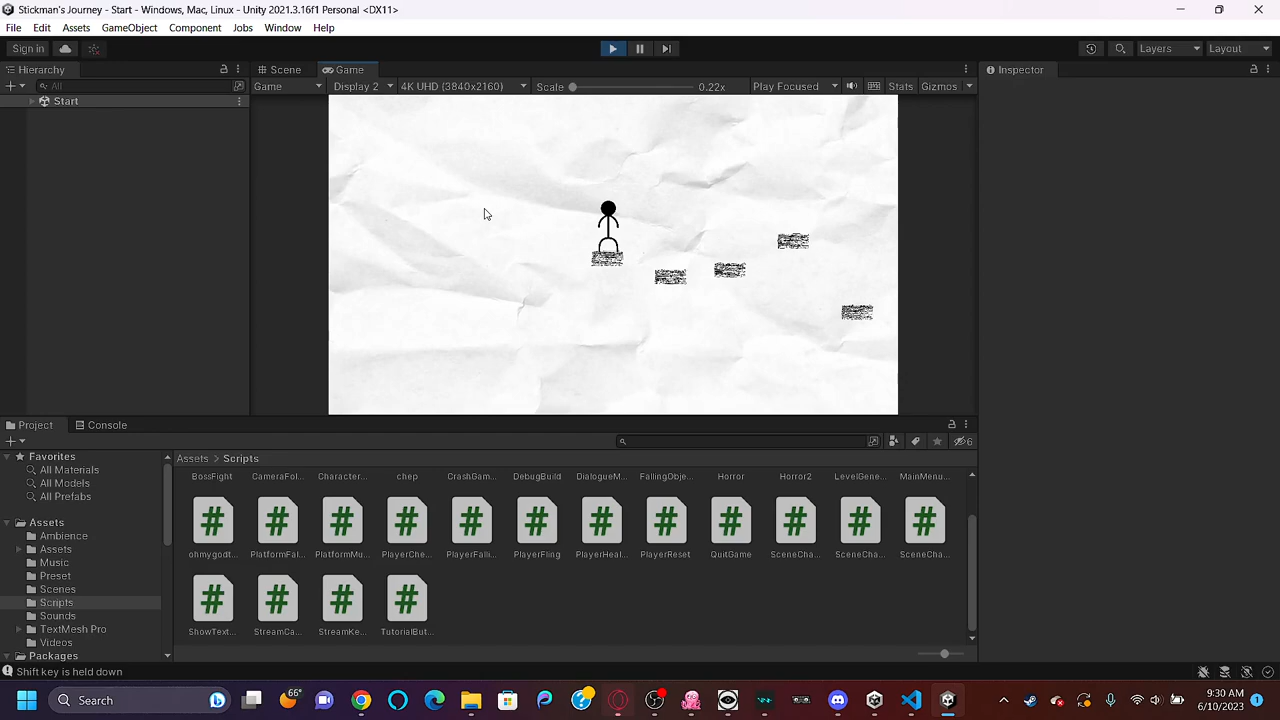 Stickman's Journey - Start - Windows, Mac, Linux - Unity 2021.3.16f1 Personal <DX11>
File Edit Assets GameObject Component Jobs Window Help
Sign in Layers Layout
Hierarchy Scene Game Inspector
All Game Display 2 4K UHD (3840x2160) Scale 0.22x Play Focused Stats Gizmos
Start
Project Console
6
Favorites Assets > Scripts
All Materials
All Models
All Prefabs
BossFight CameraFol... Character... chep CrashGam... DebugBuild DialogueM... FallingObje... Horror Horror2 LevelGene... MainMenu...
Assets
Ambience
Assets
Music
Preset
Scenes
Scripts
Sounds
TextMesh Pro
Videos
Packages
ohmygodt... PlatformFal... PlatformMu... PlayerChe... PlayerFalli... PlayerFling PlayerHeal... PlayerReset QuitGame SceneCha... SceneCha... SceneCha...
ShowText... StreamCa... StreamKe... TutorialBut...
Shift key is held down
Search 66° 9:30 AM
6/10/2023 1